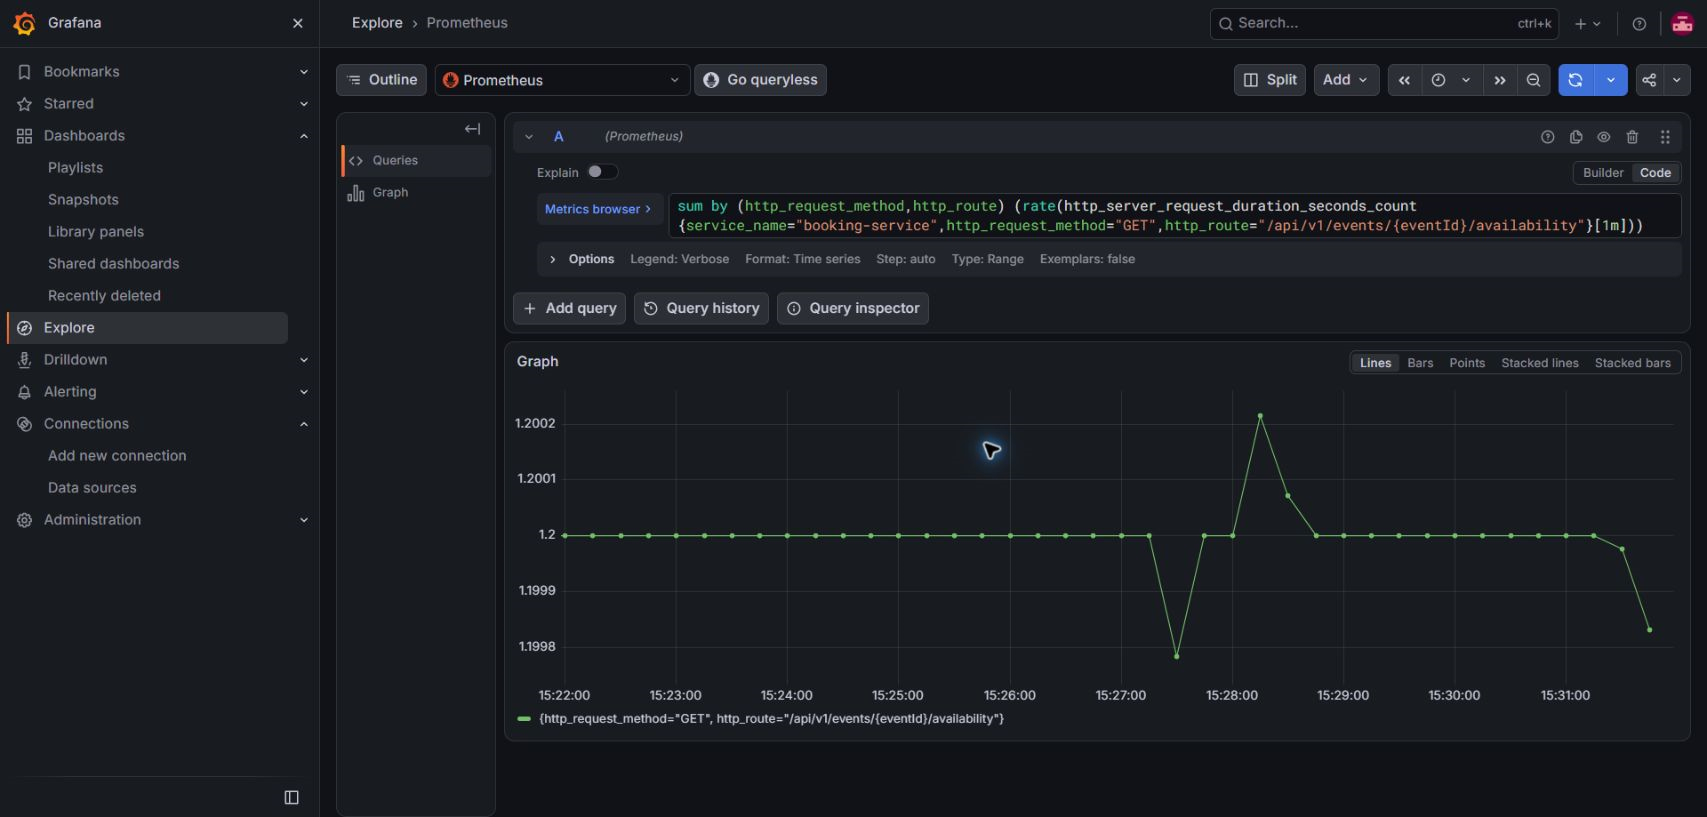 Grafana
Explore › Prometheus
Search...
ctrl+k
Bookmarks
Starred
Dashboards
Playlists
Snapshots
Library panels
Shared dashboards
Recently deleted
Explore
Drilldown
Alerting
Connections
Add new connection
Data sources
Administration
Outline
Prometheus
Go queryless
Split
Add
Queries
Graph
A
(Prometheus)
Explain
Builder
Code
Metrics browser ›
sum by (http_request_method,http_route) (rate(http_server_request_duration_seconds_count
{service_name="booking-service",http_request_method="GET",http_route="/api/v1/events/{eventId}/availability"}[1m]))
Options Legend: Verbose Format: Time series Step: auto Type: Range Exemplars: false
+ Add query
Query history
Query inspector
Graph
Lines Bars Points Stacked lines Stacked bars
1.2002
1.2001
1.2
1.1999
1.1998
15:22:00 15:23:00 15:24:00 15:25:00 15:26:00 15:27:00 15:28:00 15:29:00 15:30:00 15:31:00
{http_request_method="GET", http_route="/api/v1/events/{eventId}/availability"}